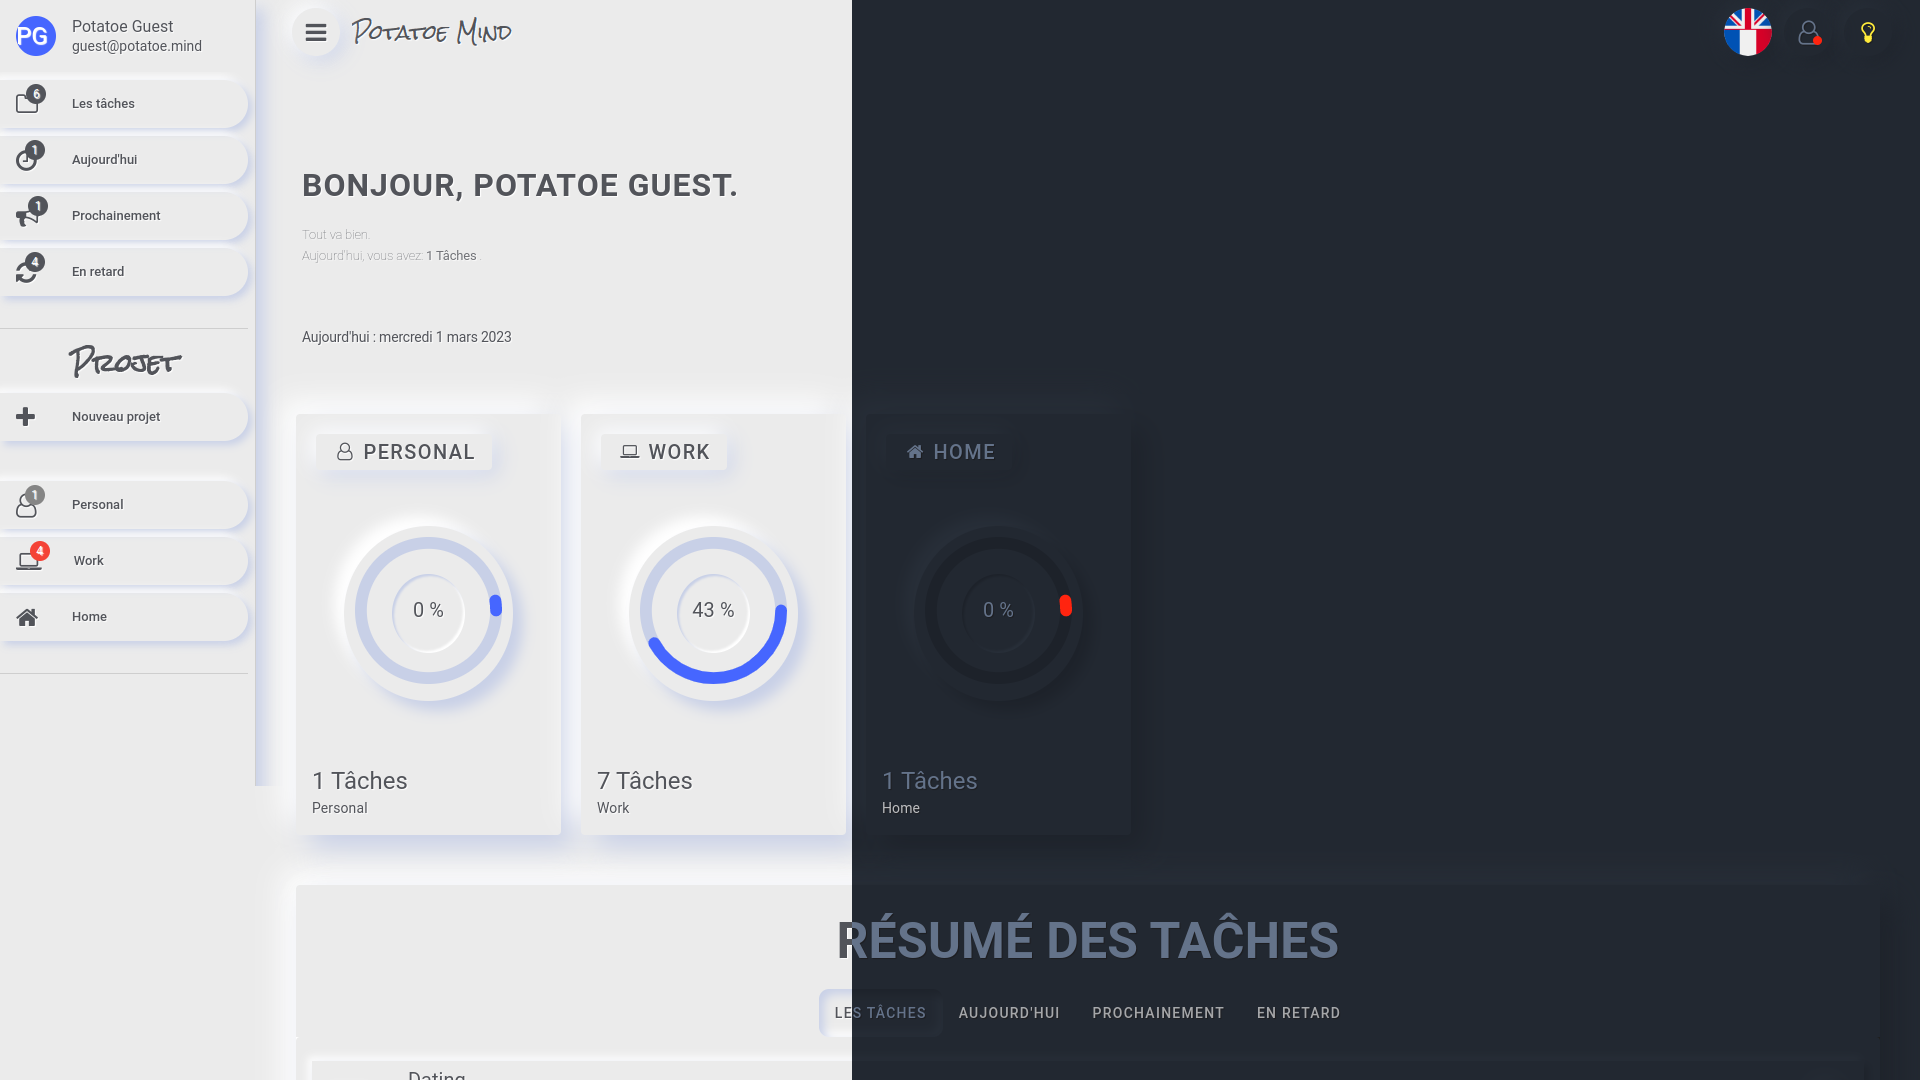 PG
Potatoe Guest
guest@potatoe.mind
6
Les tâches
1
Aujourd'hui
1
Prochainement
4
En retard
Projet
Nouveau projet
1
Personal
4
Work
Home
Potatoe Mind
BONJOUR, POTATOE GUEST.
Tout va bien.
Aujourd'hui, vous avez: 1 Tâches .
Aujourd'hui : mercredi 1 mars 2023
PERSONAL
0 %
1 Tâches
Personal
WORK
43 %
7 Tâches
Work
HOME
0 %
1 Tâches
Home
RÉSUMÉ DES TAĈHES
LES TÂCHES AUJOURD'HUI PROCHAINEMENT EN RETARD
Dating